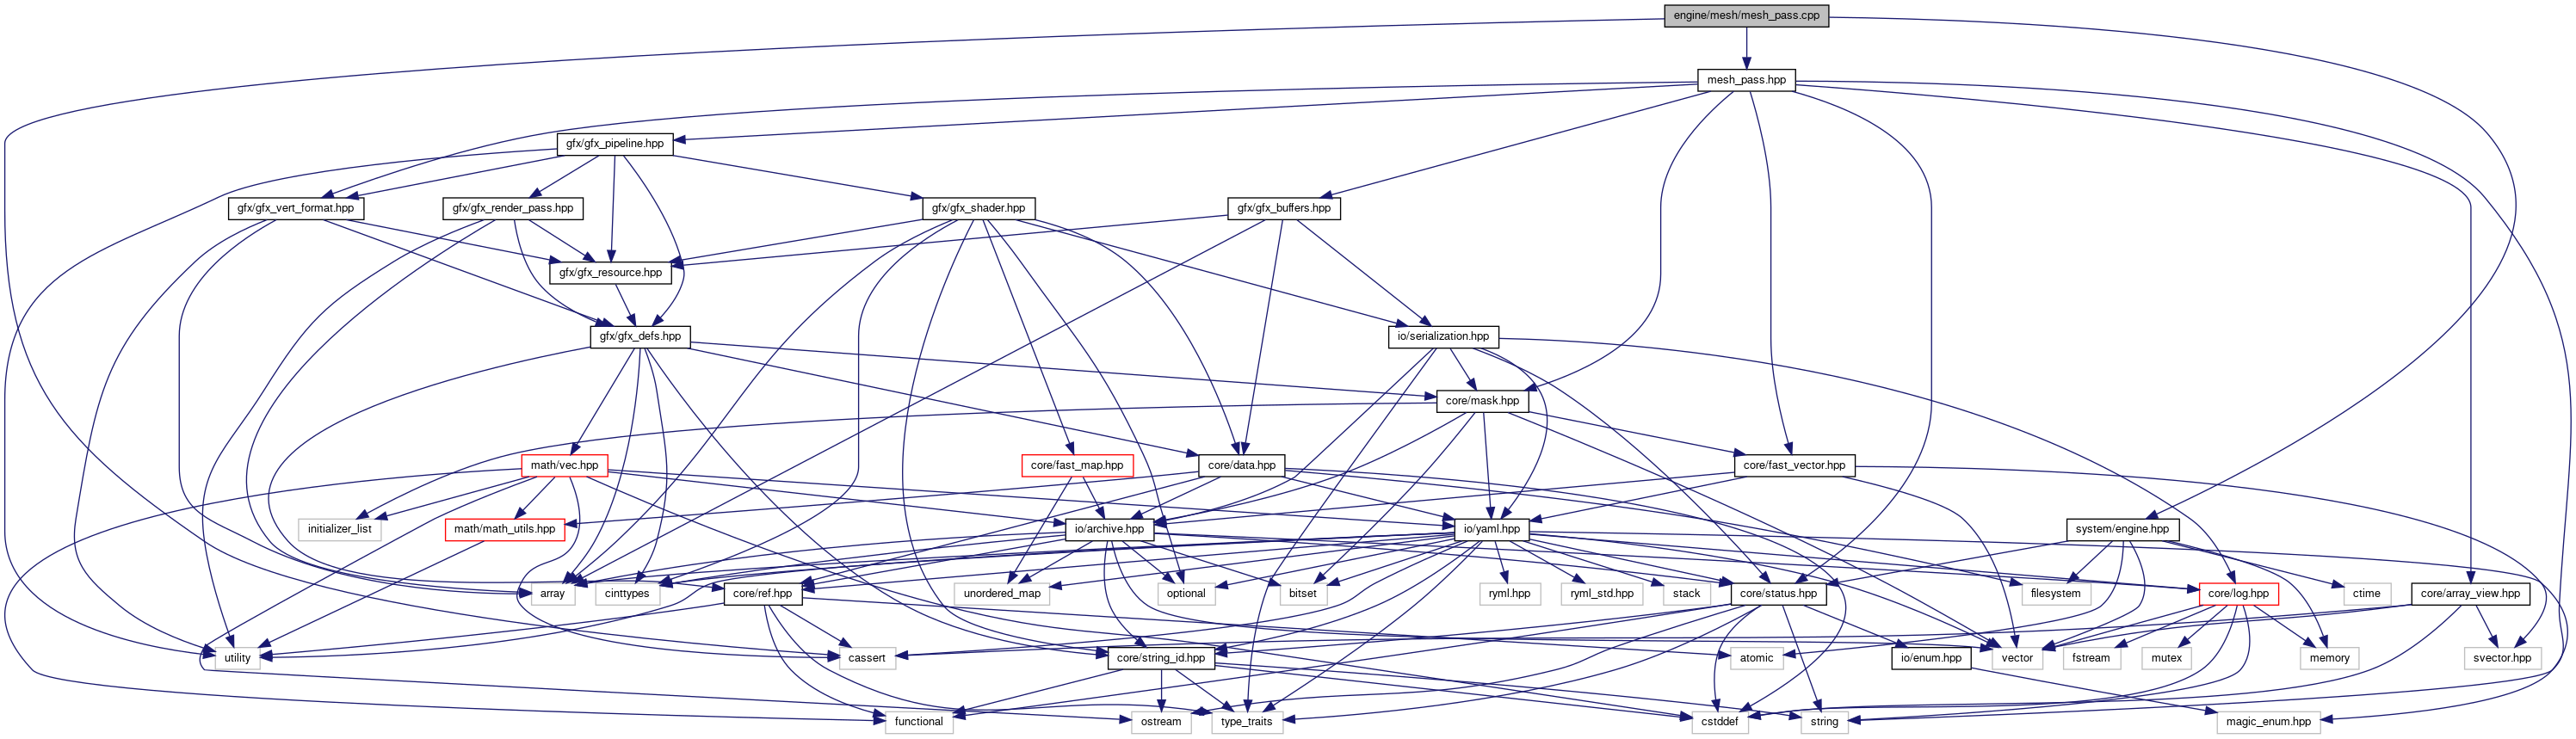 engine/mesh/mesh_pass.cpp
mesh_pass.hpp
gfx/gfx_pipeline.hpp
gfx/gfx_vert_format.hpp
gfx/gfx_render_pass.hpp
gfx/gfx_shader.hpp
gfx/gfx_buffers.hpp
gfx/gfx_resource.hpp
gfx/gfx_defs.hpp
io/serialization.hpp
core/mask.hpp
math/vec.hpp
core/fast_map.hpp
core/data.hpp
core/fast_vector.hpp
initializer_list
math/math_utils.hpp
io/archive.hpp
io/yaml.hpp
system/engine.hpp
array
cinttypes
core/ref.hpp
unordered_map
optional
bitset
ryml.hpp
ryml_std.hpp
stack
core/status.hpp
filesystem
core/log.hpp
ctime
core/array_view.hpp
utility
cassert
core/string_id.hpp
atomic
io/enum.hpp
vector
fstream
mutex
memory
svector.hpp
functional
ostream
type_traits
cstddef
string
magic_enum.hpp